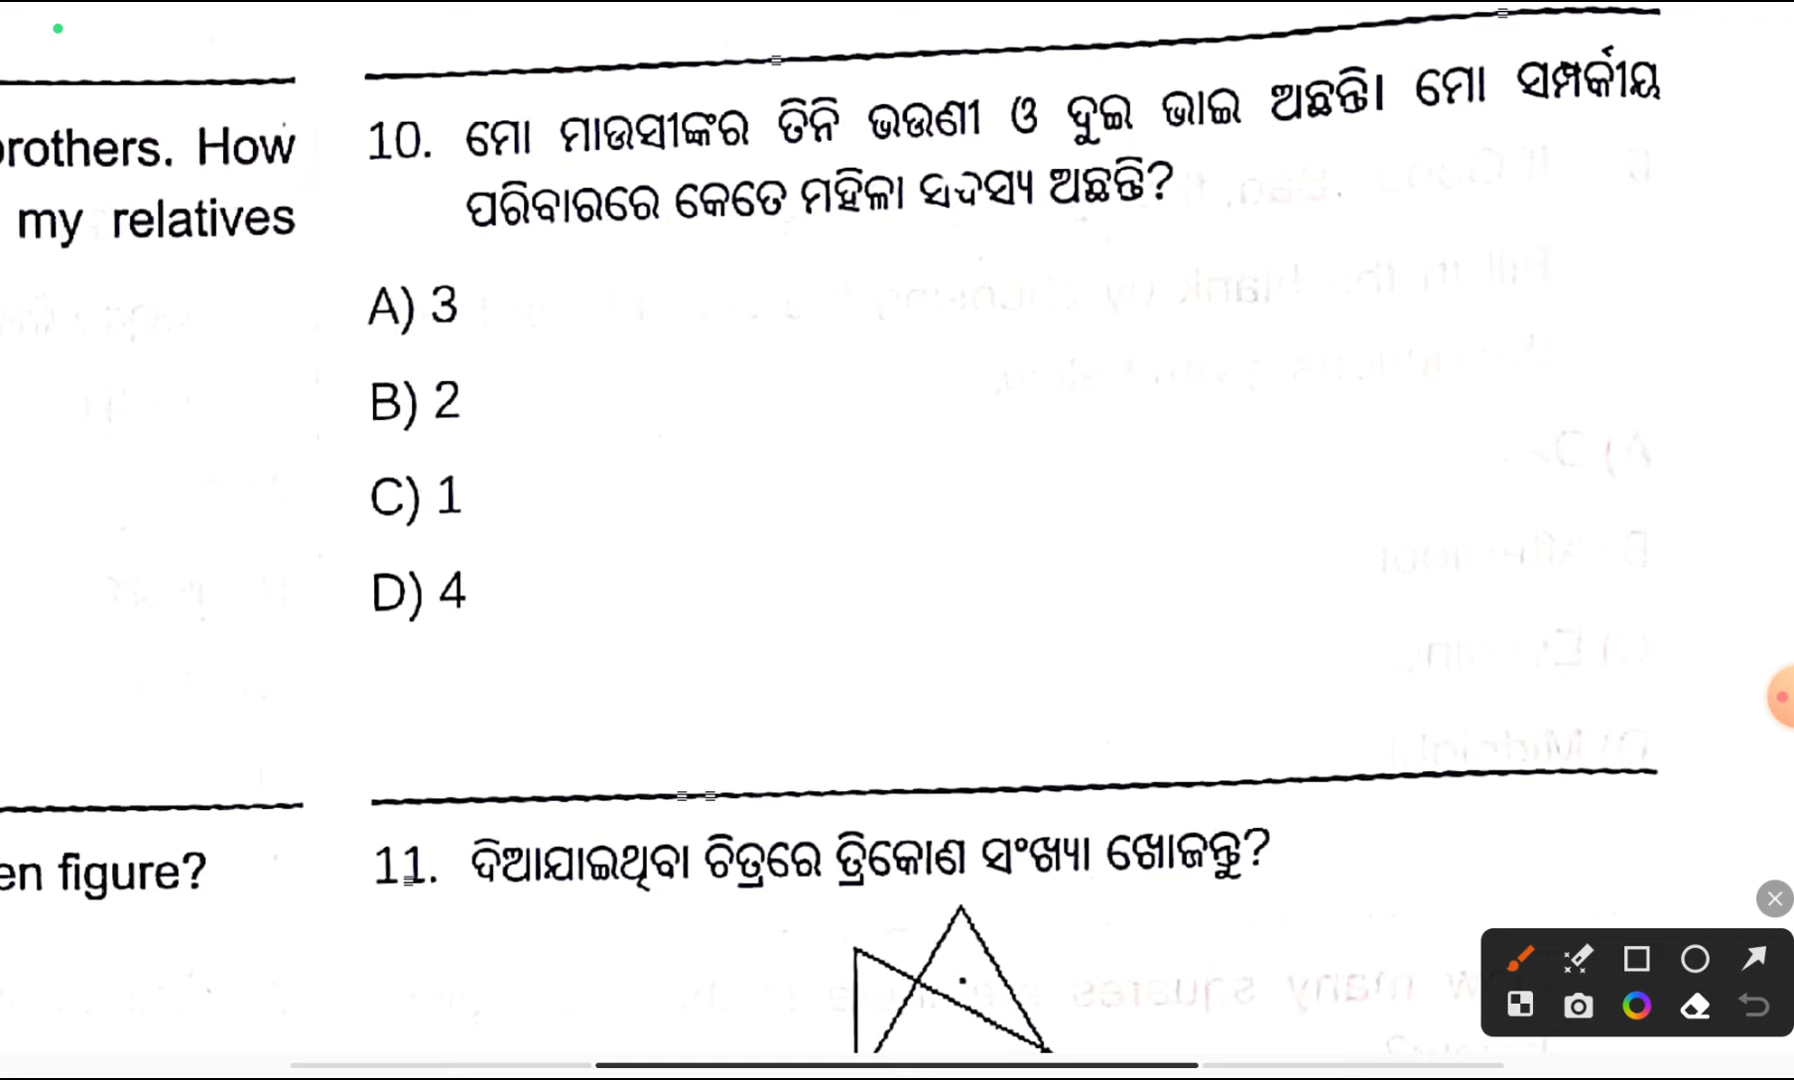 brothers. How
my relatives
10. ମୋ ମାଉସୀଙ୍କର ତିନି ଭଉଣୀ ଓ ଦୁଇ ଭାଇ ଅଛନ୍ତି। ମୋ ସମ୍ପର୍କୀୟ
ପରିବାରରେ କେତେ ମହିଳା ସଦସ୍ୟ ଅଛନ୍ତି?
A) 3
B) 2
C) 1
D) 4
en figure?
11. ଦିଆଯାଇଥିବା ଚିତ୍ରରେ ତ୍ରିକୋଣ ସଂଖ୍ୟା ଖୋଜନ୍ତୁ?